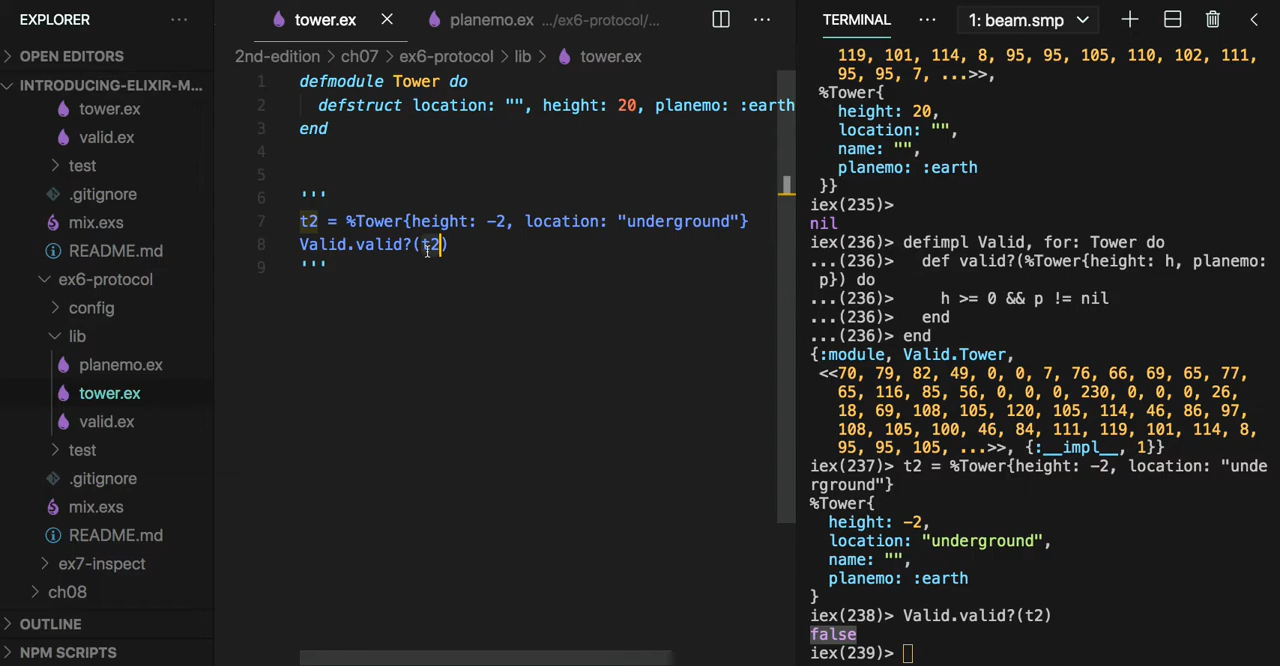 EXPLORER
OPEN EDITORS
INTRODUCING-ELIXIR-M...
tower.ex
valid.ex
test
.gitignore
mix.exs
README.md
ex6-protocol
config
lib
planemo.ex
tower.ex
valid.ex
test
.gitignore
mix.exs
README.md
ex7-inspect
ch08
OUTLINE
NPM SCRIPTS
tower.ex
planemo.ex .../ex6-protocol/...
2nd-edition > ch07 > ex6-protocol > lib > tower.ex
1 defmodule Tower do
2 defstruct location: "", height: 20, planemo: :earth
3 end
4
5
6 '''
7 t2 = %Tower{height: -2, location: "underground"}
8 Valid.valid?(t2)
9 '''
TERMINAL
1: beam.smp
119, 101, 114, 8, 95, 95, 105, 110, 102, 111,
95, 95, 7, ...>>,
%Tower{
height: 20,
location: "",
name: "",
planemo: :earth
}}
iex(235)>
nil
iex(236)> defimpl Valid, for: Tower do
...(236)> def valid?(%Tower{height: h, planemo:
p}) do
...(236)> h >= 0 && p != nil
...(236)> end
...(236)> end
{:module, Valid.Tower,
<<70, 79, 82, 49, 0, 0, 7, 76, 66, 69, 65, 77,
65, 116, 85, 56, 0, 0, 0, 230, 0, 0, 0, 26,
18, 69, 108, 105, 120, 105, 114, 46, 86, 97,
108, 105, 100, 46, 84, 111, 119, 101, 114, 8,
95, 95, 105, ...>>, {:__impl__, 1}}
iex(237)> t2 = %Tower{height: -2, location: "unde
rground"}
%Tower{
height: -2,
location: "underground",
name: "",
planemo: :earth
}
iex(238)> Valid.valid?(t2)
false
iex(239)>